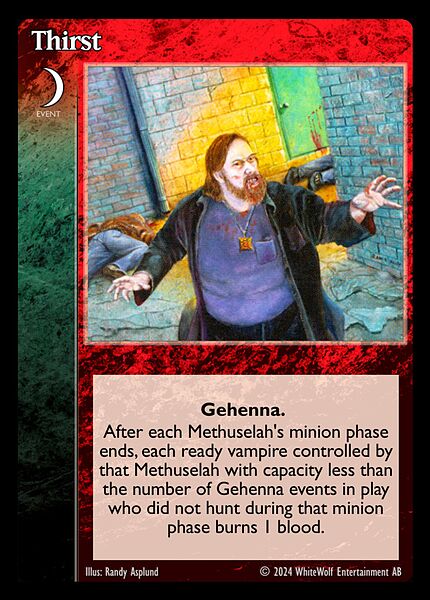 Thirst
EVENT
Gehenna.
After each Methuselah's minion phase
ends, each ready vampire controlled by
that Methuselah with capacity less than
the number of Gehenna events in play
who did not hunt during that minion
phase burns 1 blood.
Illus: Randy Asplund © 2024 WhiteWolf Entertainment AB